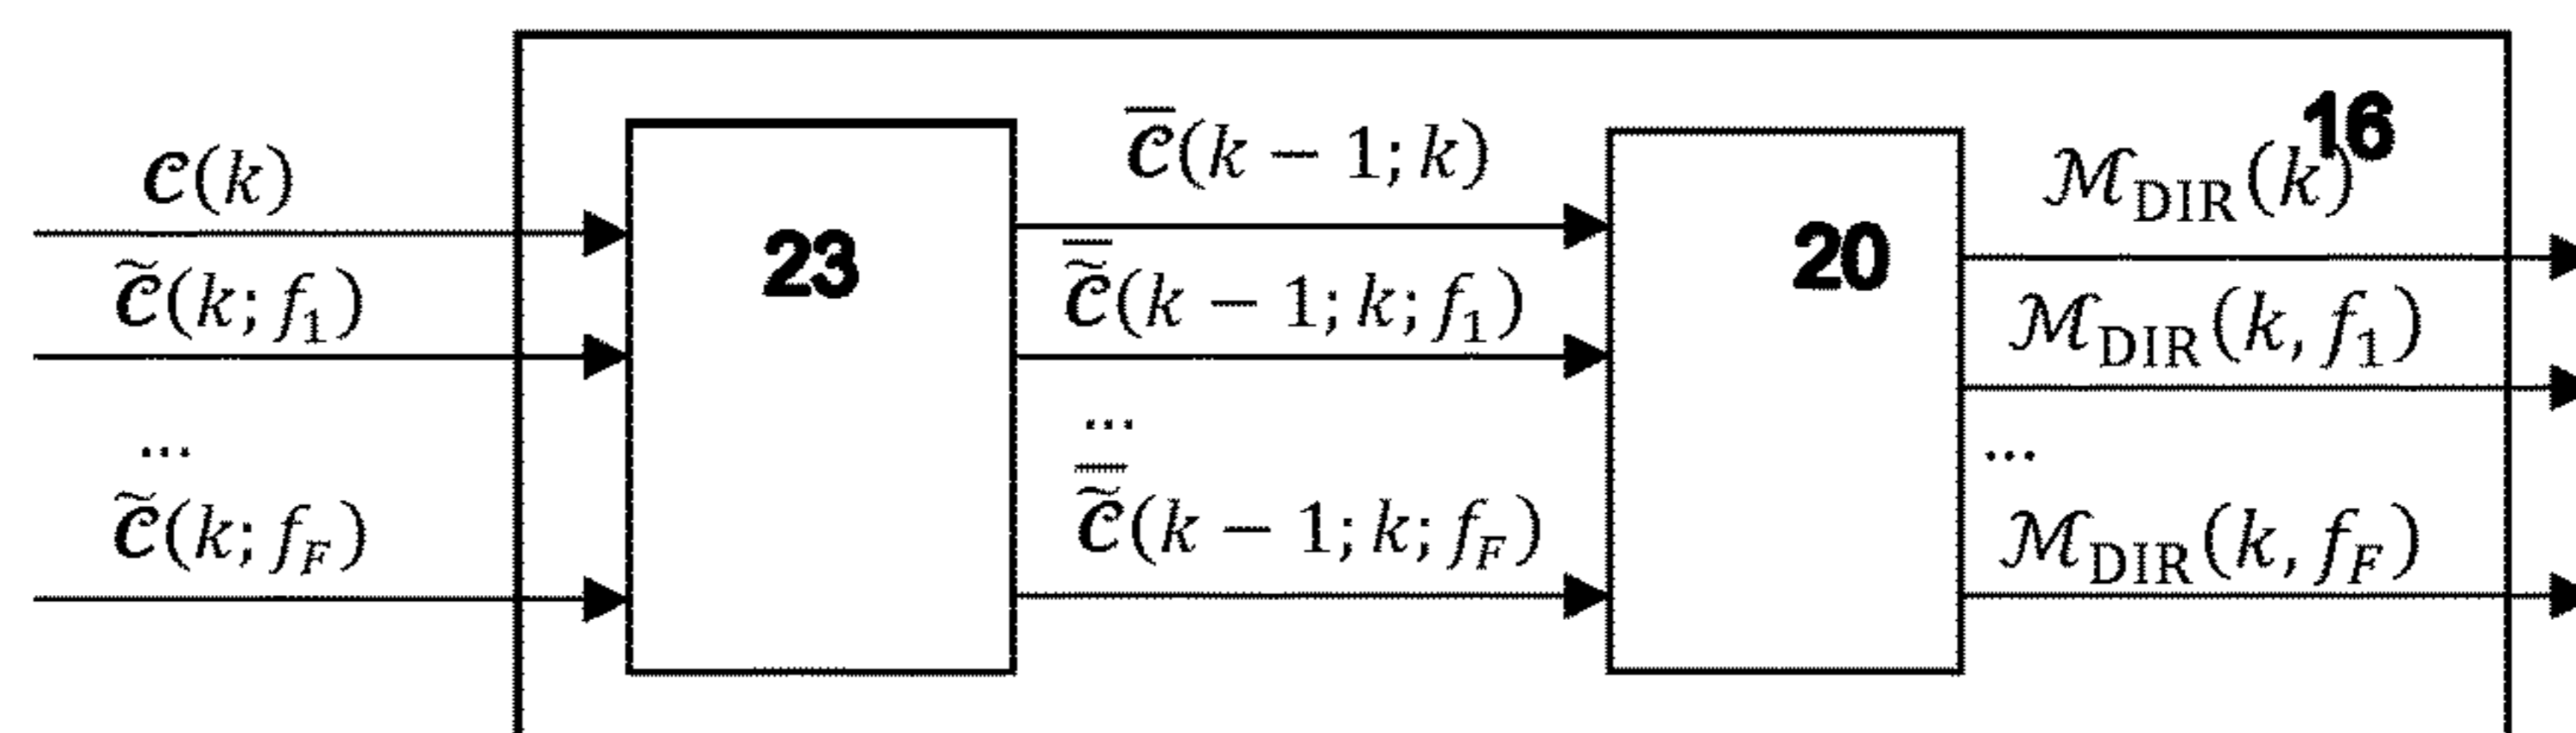 𝓒(k)
𝓒̃(k; f₁)
...
𝓒̃(k; f_F)
23
𝓒̅(k − 1; k)
𝓒̃̅(k − 1; k; f₁)
...
𝓒̃̅(k − 1; k; f_F)
20
16
ℳ_DIR(k)
ℳ_DIR(k, f₁)
...
ℳ_DIR(k, f_F)